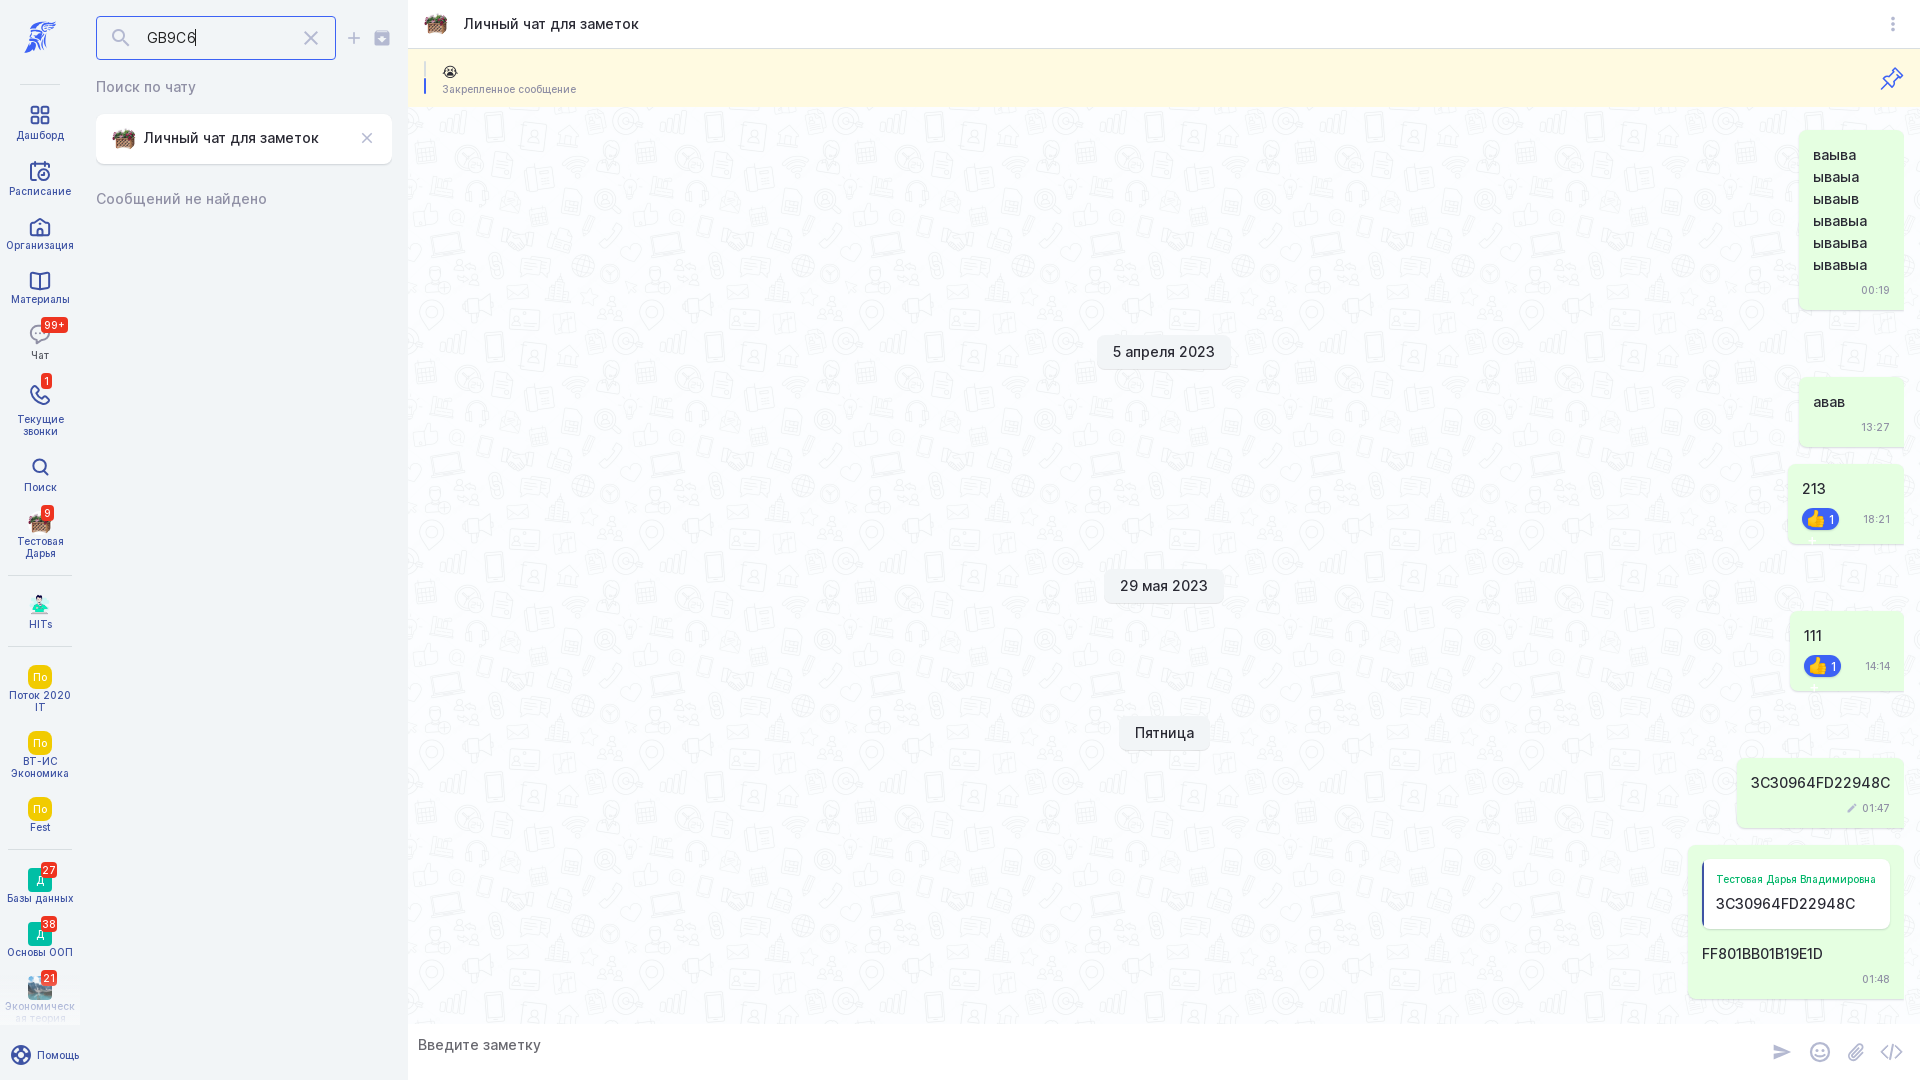 GB9C6
Поиск по чату
Личный чат для заметок
Сообщений не найдено
Дашборд
Расписание
Организация
Материалы
99+
Чат
1
Текущие
звонки
Поиск
9
Тестовая
Дарья
HITs
По
Поток 2020
IT
По
ВТ-ИС
Экономика
По
Fest
27
Д
Базы данных
38
Д
Основы ООП
21
Экономическ
ая теория
Помощь
Личный чат для заметок
Закрепленное сообщение
ваыва
ываыа
ываыв
ывавыа
ываыва
ывавыа
00:19
5 апреля 2023
авав
13:27
213
1
18:21
29 мая 2023
111
1
14:14
Пятница
3C30964FD22948C
01:47
Тестовая Дарья Владимировна
3C30964FD22948C
FF801BB01B19E1D
01:48
Введите заметку